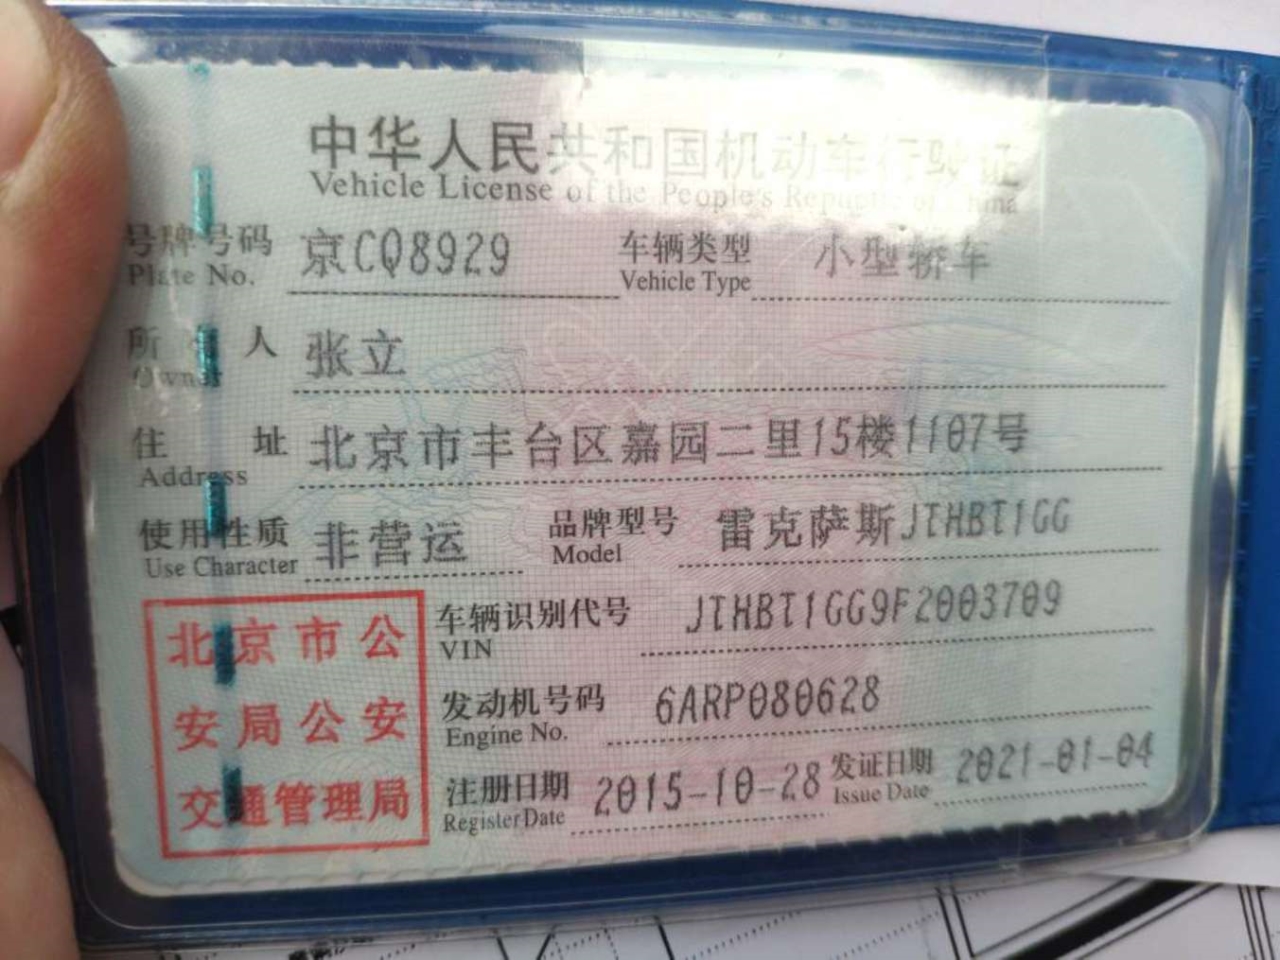 中华人民共和国机动车行驶证
Vehicle License of the People's Republic of China
号牌号码 京CQ8929 车辆类型 小型轿车
Plate No. Vehicle Type
所 人 张立
Owner
住 址 北京市丰台区嘉园二里15楼1107号
Address
使用性质 非营运 品牌型号 雷克萨斯JTHBT1GG
Use Character Model
北京市公
安局公安
交通管理局
车辆识别代号 JTHBT1GG9F2003709
VIN
发动机号码 6ARP080628
Engine No.
注册日期 2015-10-28 发证日期 2021-01-04
Register Date Issue Date